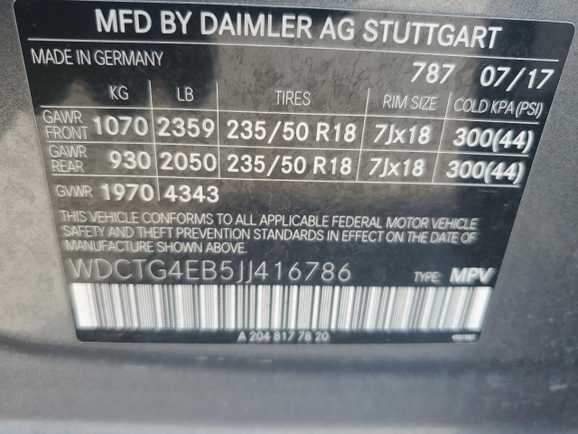 MFD BY DAIMLER AG STUTTGART
MADE IN GERMANY 787 07/17
KG LB TIRES RIM SIZE COLD KPA(PSI)
GAWR FRONT 1070 2359 235/50 R18 7Jx18 300(44)
GAWR REAR 930 2050 235/50 R18 7Jx18 300(44)
GVWR 1970 4343
THIS VEHICLE CONFORMS TO ALL APPLICABLE FEDERAL MOTOR VEHICLE
SAFETY AND THEFT PREVENTION STANDARDS IN EFFECT ON THE DATE OF
MANUFACTURE SHOWN ABOVE.
WDCTG4EB5JJ416786 TYPE: MPV
A 204 817 78 20